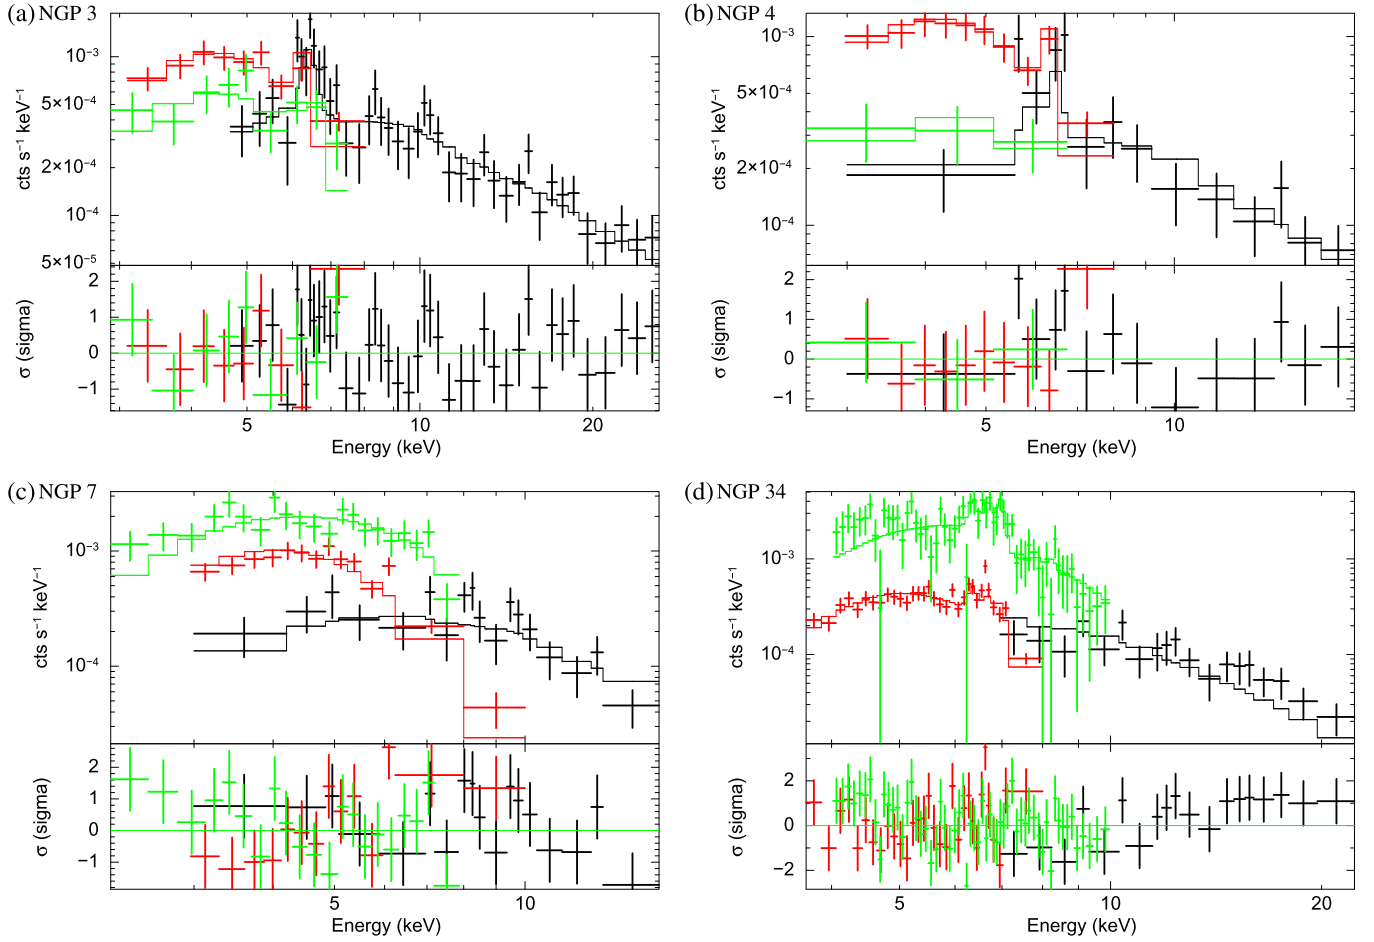 (a) NGP 3
10⁻³
5×10⁻⁴
2×10⁻⁴
10⁻⁴
5×10⁻⁵
cts s⁻¹ keV⁻¹
2
1
0
−1
σ (sigma)
5
10
20
Energy (keV)
(b) NGP 4
10⁻³
5×10⁻⁴
2×10⁻⁴
10⁻⁴
cts s⁻¹ keV⁻¹
2
1
0
−1
σ (sigma)
5
10
Energy (keV)
(c) NGP 7
10⁻³
10⁻⁴
cts s⁻¹ keV⁻¹
2
1
0
−1
σ (sigma)
5
10
Energy (keV)
(d) NGP 34
10⁻³
10⁻⁴
cts s⁻¹ keV⁻¹
2
0
−2
σ (sigma)
5
10
20
Energy (keV)